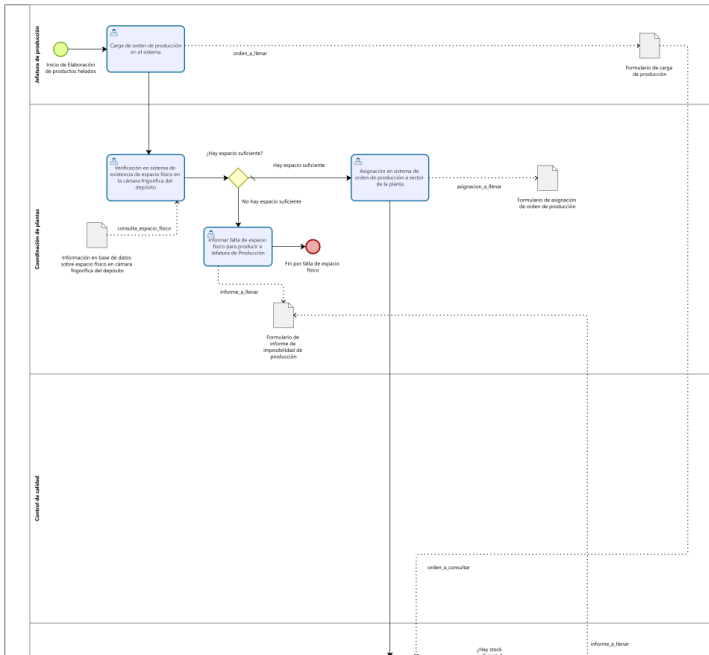 Jefatura de producción
Inicio de Elaboración
de productos helados
Carga de orden de producción
en el sistema
orden_a_llenar
Formulario de carga
de producción
Coordinación de plantas
Verificación en sistema de
existencia de espacio físico en
la cámara frigorífica del
depósito
¿Hay espacio suficiente?
Hay espacio suficiente
No hay espacio suficiente
Asignación en sistema de
orden de producción a sector
de la planta
asignacion_a_llenar
Formulario de asignación
de orden de producción
consulta_espacio_fisico
Información en base de datos
sobre espacio físico en cámara
frigorífica del depósito
Informar falta de espacio
físico para producir a
Jefatura de Producción
Fin por falta de espacio
físico
informe_a_llenar
Formulario de
informe de
imposibilidad de
producción
Control de calidad
orden_a_consultar
¿Hay stock
informe_a_llenar